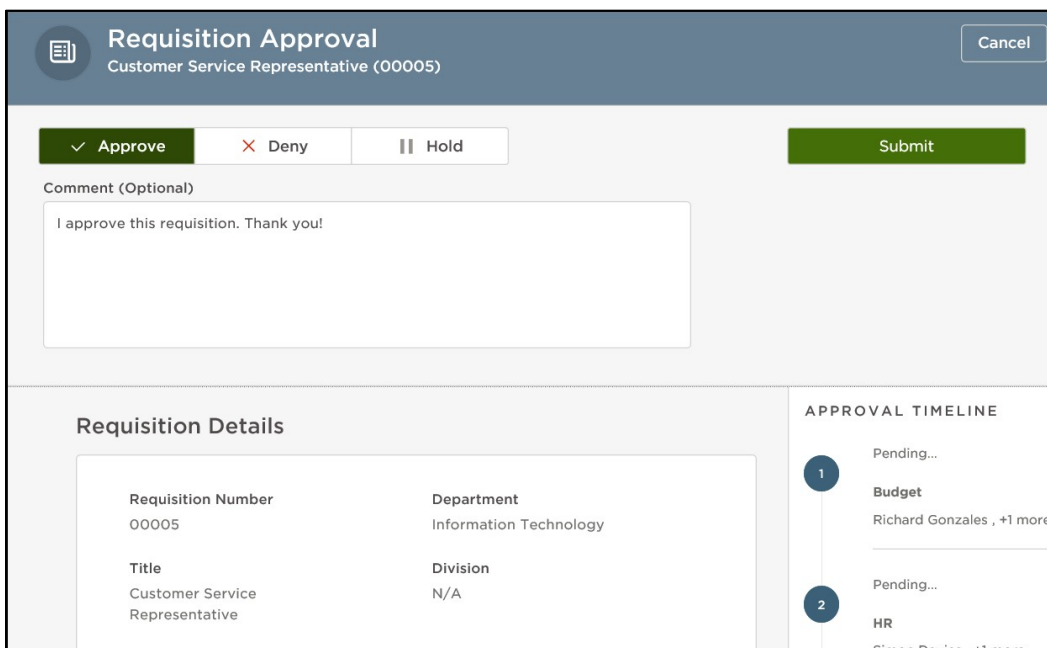 Requisition Approval
Customer Service Representative (00005)
Cancel
Approve
Deny
Hold
Submit
Comment (Optional)
I approve this requisition. Thank you!
Requisition Details
Requisition Number
00005
Department
Information Technology
Title
Customer Service
Representative
Division
N/A
APPROVAL TIMELINE
1
Pending...
Budget
Richard Gonzales , +1 more
2
Pending...
HR